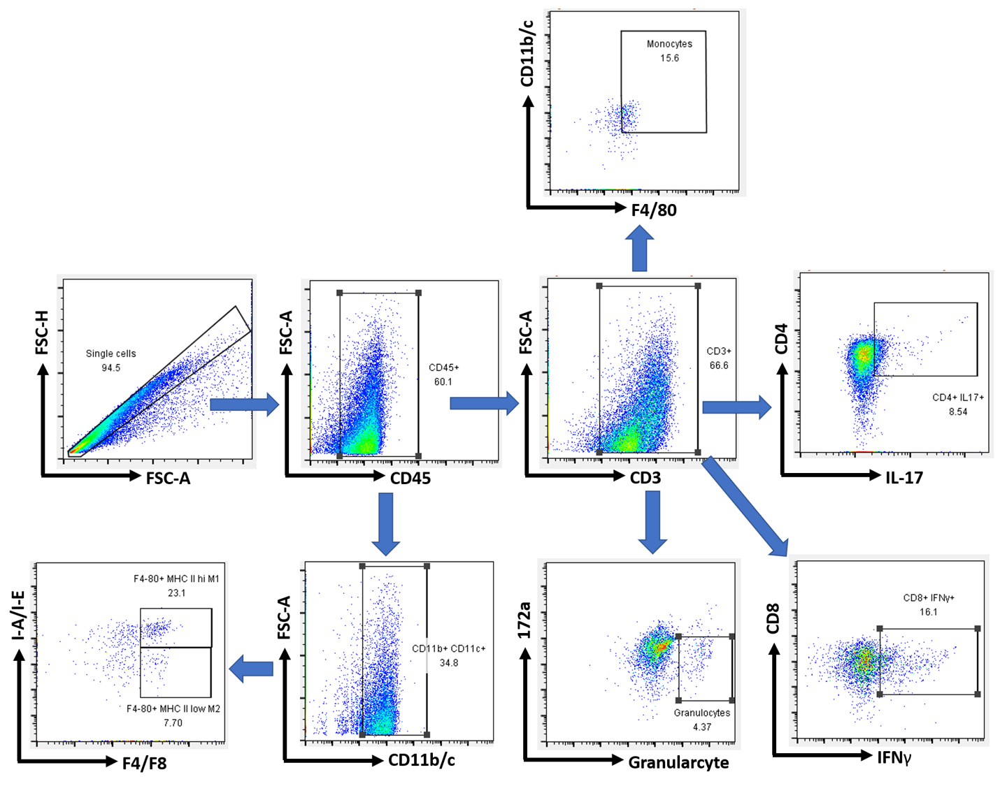 CD11b/c
Monocytes
15.6
F4/80
FSC-H
Single cells
94.5
FSC-A
FSC-A
CD45+
60.1
CD45
FSC-A
CD3+
66.6
CD3
CD4
CD4+ IL17+
8.54
IL-17
I-A/I-E
F4-80+ MHC II hi M1
23.1
F4-80+ MHC II low M2
7.70
F4/F8
FSC-A
CD11b+ CD11c+
34.8
CD11b/c
172a
Granulocytes
4.37
Granularcyte
CD8
CD8+ IFNγ+
16.1
IFNγ